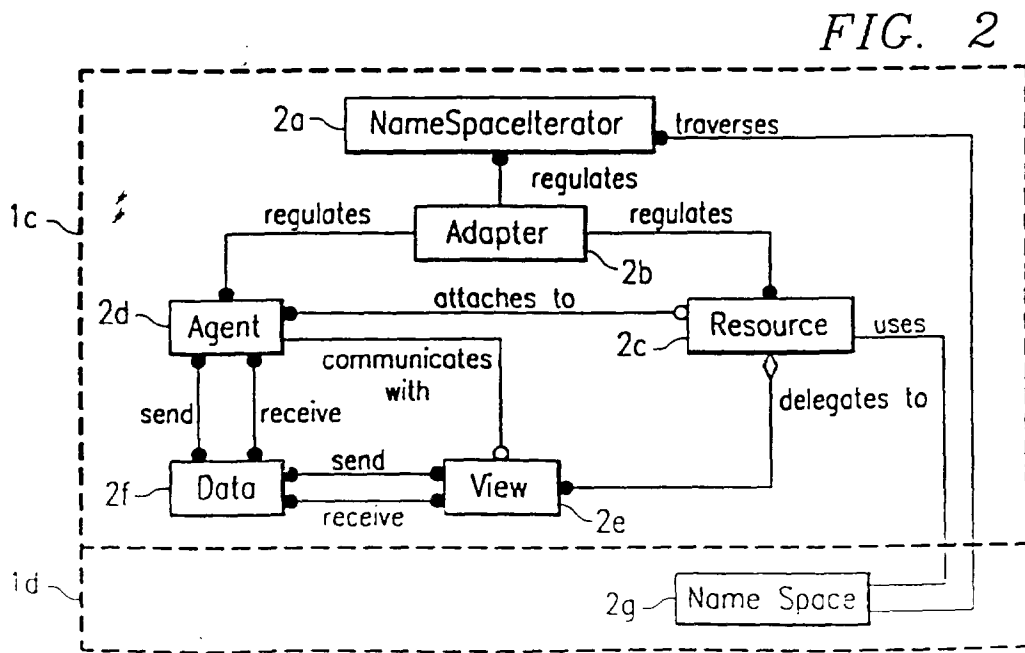 FIG. 2
2a
NameSpaceIterator
traverses
regulates
1c
regulates
Adapter
regulates
2b
attaches to
2d
Agent
2c
Resource
uses
communicates
with
delegates to
send
receive
send
2f
Data
View
receive
2e
1d
2g
Name Space